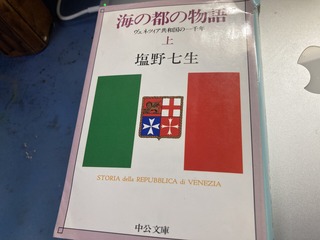 海の都の物語
ヴェネツィア共和国の一千年
上
塩野七生
STORIA della REPUBBLICA di VENEZIA
中公文庫